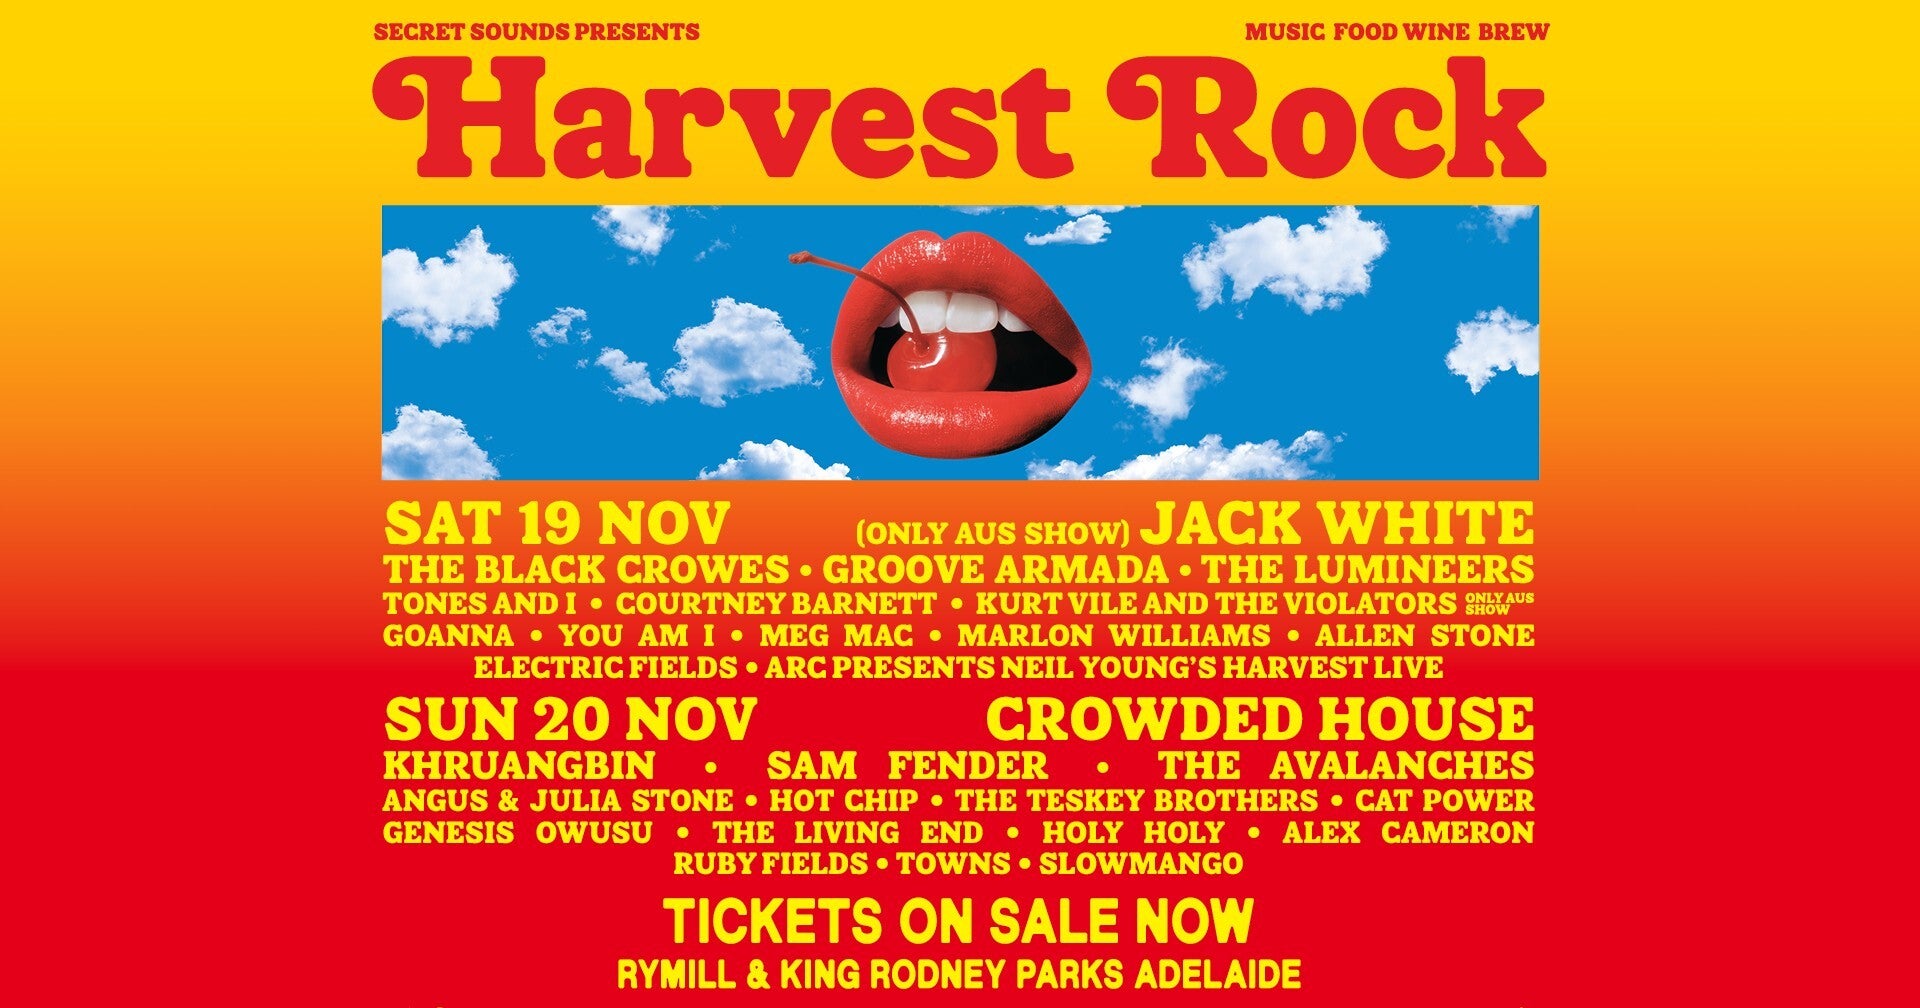 SECRET SOUNDS PRESENTS
MUSIC FOOD WINE BREW
Harvest Rock
SAT 19 NOV (ONLY AUS SHOW) JACK WHITE
THE BLACK CROWES • GROOVE ARMADA • THE LUMINEERS
TONES AND I • COURTNEY BARNETT • KURT VILE AND THE VIOLATORS ONLY AUS SHOW
GOANNA • YOU AM I • MEG MAC • MARLON WILLIAMS • ALLEN STONE
ELECTRIC FIELDS • ARC PRESENTS NEIL YOUNG'S HARVEST LIVE
SUN 20 NOV CROWDED HOUSE
KHRUANGBIN • SAM FENDER • THE AVALANCHES
ANGUS & JULIA STONE • HOT CHIP • THE TESKEY BROTHERS • CAT POWER
GENESIS OWUSU • THE LIVING END • HOLY HOLY • ALEX CAMERON
RUBY FIELDS • TOWNS • SLOWMANGO
TICKETS ON SALE NOW
RYMILL & KING RODNEY PARKS ADELAIDE